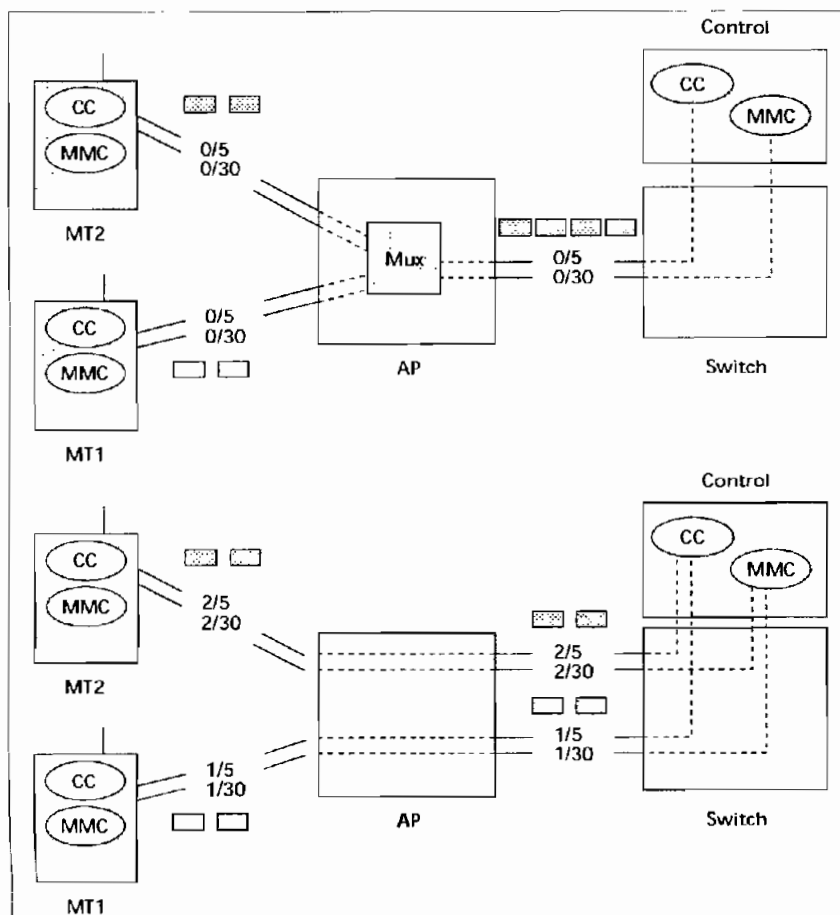 Control
CC
MMC
CC
MMC
0/5
0/30
MT2
Mux
0/5
0/30
CC
MMC
0/5
0/30
AP
Switch
MT1
Control
CC
MMC
CC
MMC
2/5
2/30
2/5
2/30
MT2
1/5
1/30
CC
MMC
1/5
1/30
AP
Switch
MT1